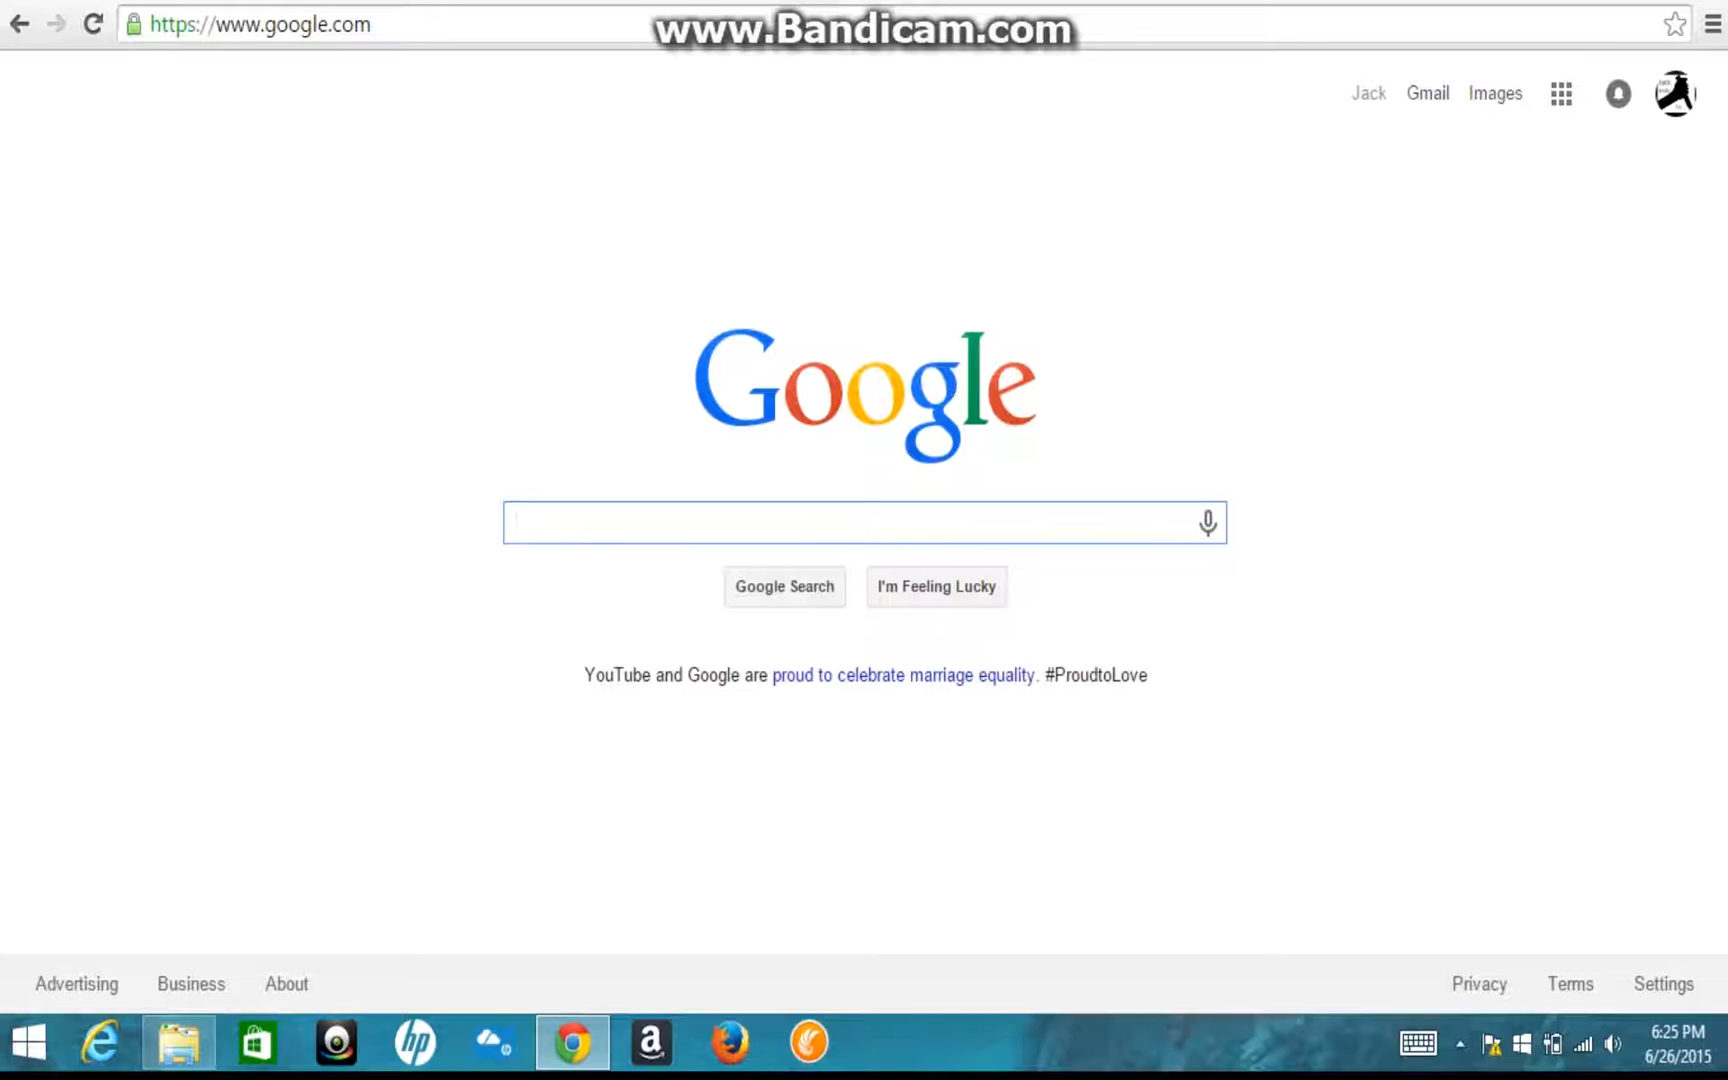 https://www.google.com
www.Bandicam.com
Jack Gmail Images
Google
Google Search I'm Feeling Lucky
YouTube and Google are proud to celebrate marriage equality. #ProudtoLove
Advertising Business About Privacy Terms Settings
hp
6:25 PM
6/26/2015